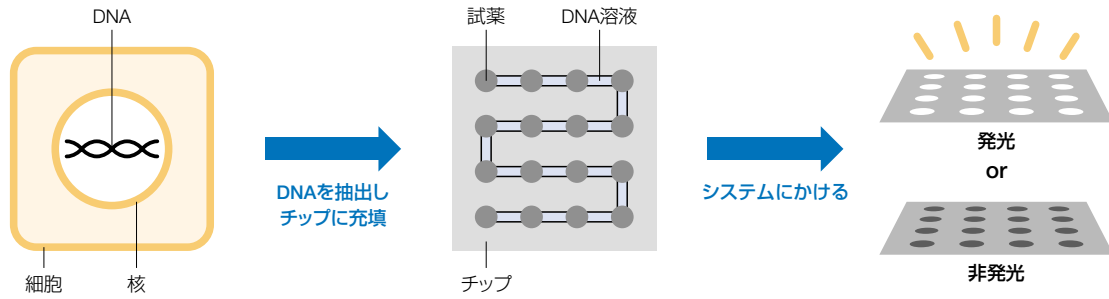 DNA
細胞
核
DNAを抽出し
チップに充填
試薬
DNA溶液
チップ
システムにかける
発光
or
非発光